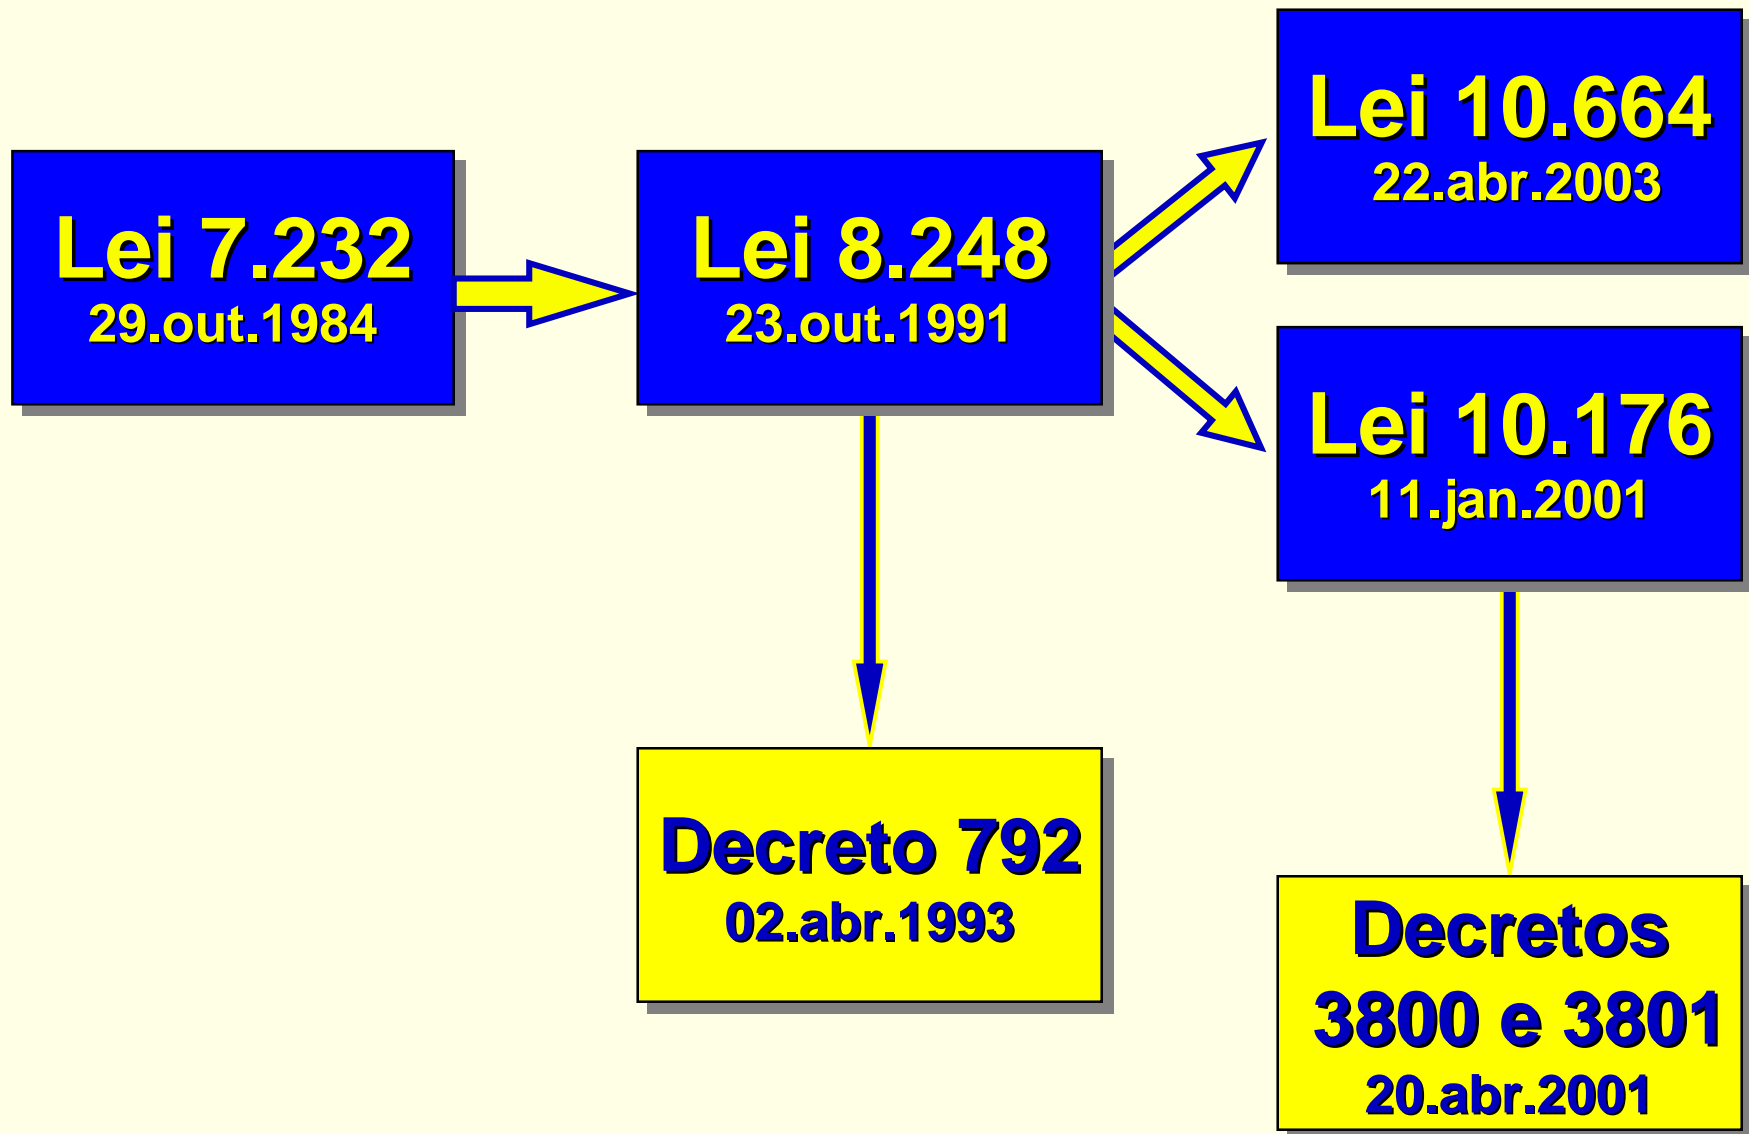 Lei 7.232
29.out.1984
Lei 8.248
23.out.1991
Lei 10.664
22.abr.2003
Lei 10.176
11.jan.2001
Decreto 792
02.abr.1993
Decretos
3800 e 3801
20.abr.2001